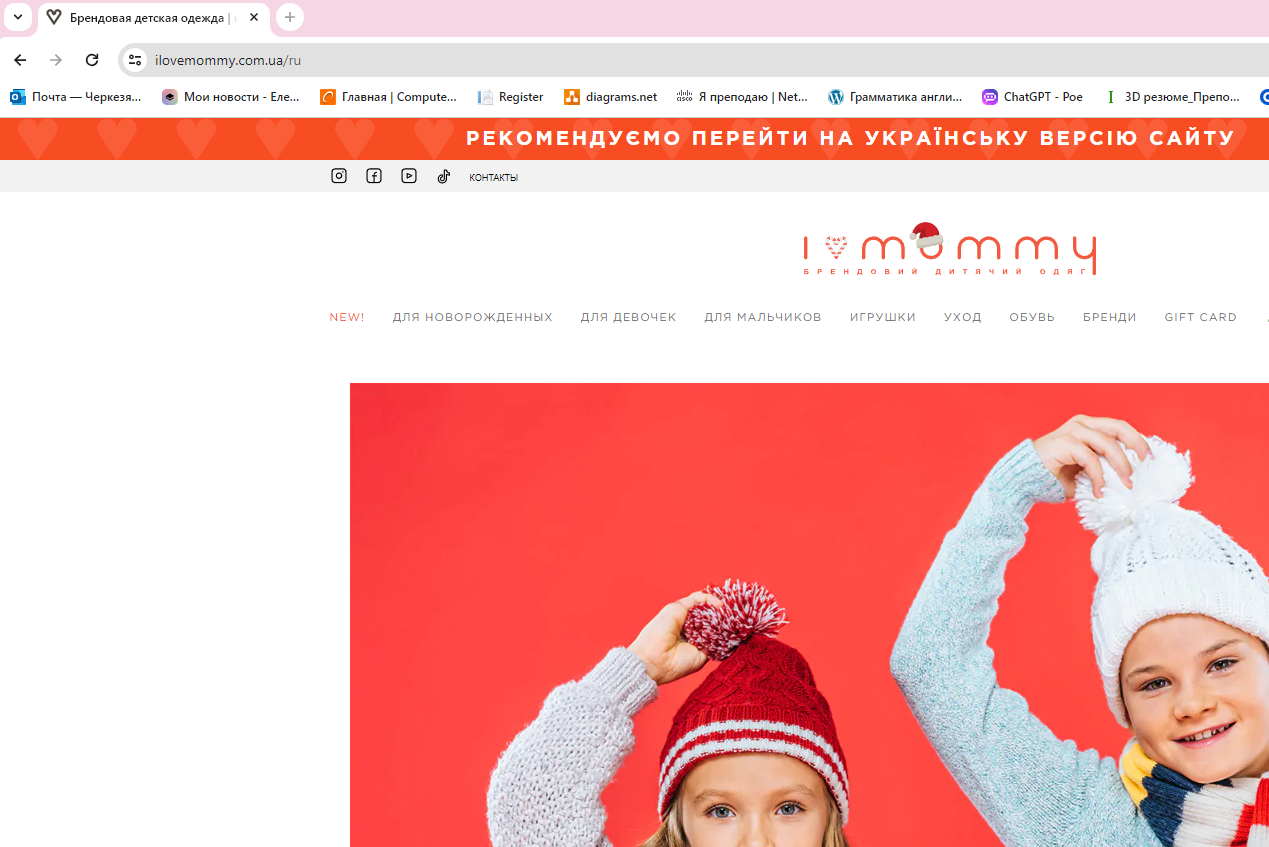 Брендовая детская одежда |
ilovemommy.com.ua/ru
Почта — Черкезя... Мои новости - Еле... Главная | Compute... Register diagrams.net Я преподаю | Net... Грамматика англи... ChatGPT - Poe 3D резюме_Препо...
РЕКОМЕНДУЄМО ПЕРЕЙТИ НА УКРАЇНСЬКУ ВЕРСІЮ САЙТУ
КОНТАКТЫ
i mommy
БРЕНДОВИЙ ДИТЯЧИЙ ОДЯГ
NEW! ДЛЯ НОВОРОЖДЕННЫХ ДЛЯ ДЕВОЧЕК ДЛЯ МАЛЬЧИКОВ ИГРУШКИ УХОД ОБУВЬ БРЕНДИ GIFT CARD